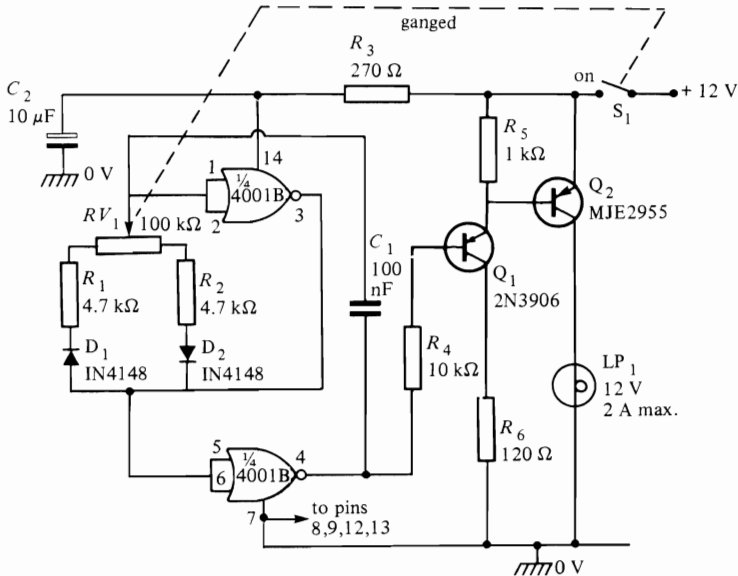 ganged
R3
270 Ω
C2
10 µF
on
+ 12 V
S1
0 V
R5
1 kΩ
14
1
¼
4001B
2
3
Q2
MJE2955
RV1
100 kΩ
C1
100
nF
Q1
2N3906
R1
4.7 kΩ
R2
4.7 kΩ
R4
10 kΩ
D1
IN4148
D2
IN4148
LP1
12 V
2 A max.
R6
120 Ω
5
¼
4
6
4001B
7
to pins
8,9,12,13
0 V